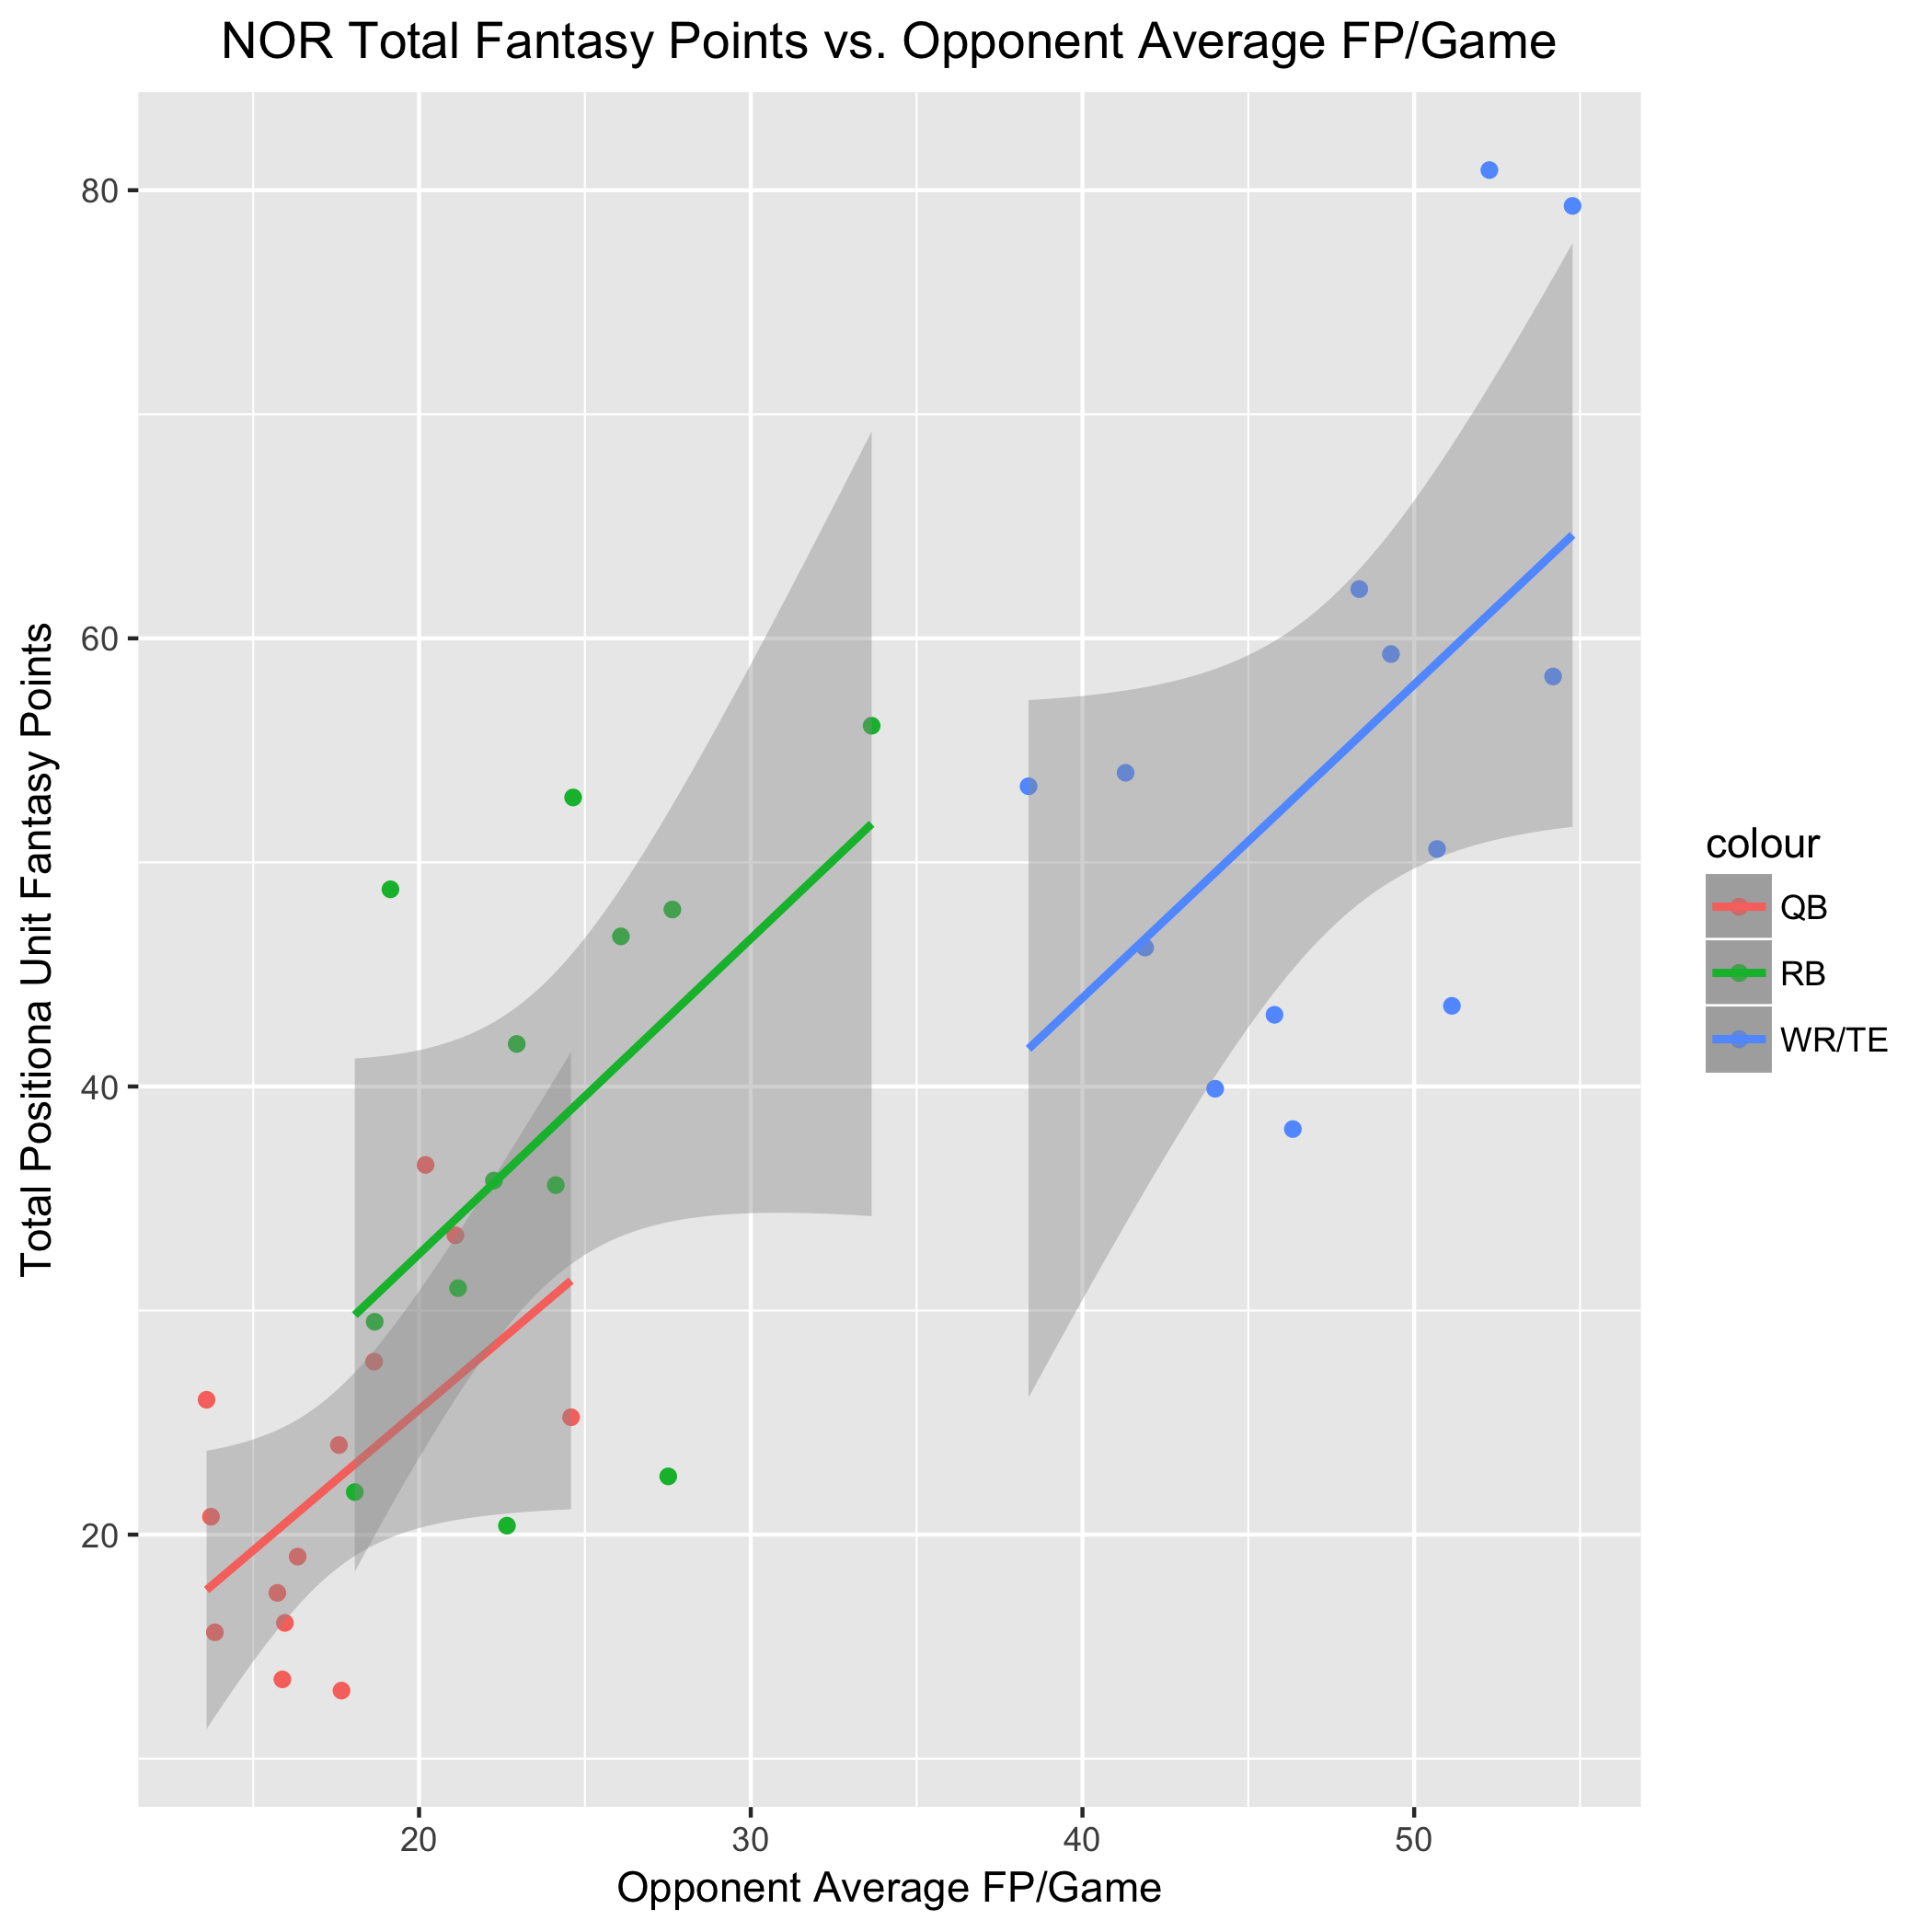 NOR Total Fantasy Points vs. Opponent Average FP/Game
Total Positiona Unit Fantasy Points
80
60
40
20
20
30
40
50
Opponent Average FP/Game
colour
QB
RB
WR/TE